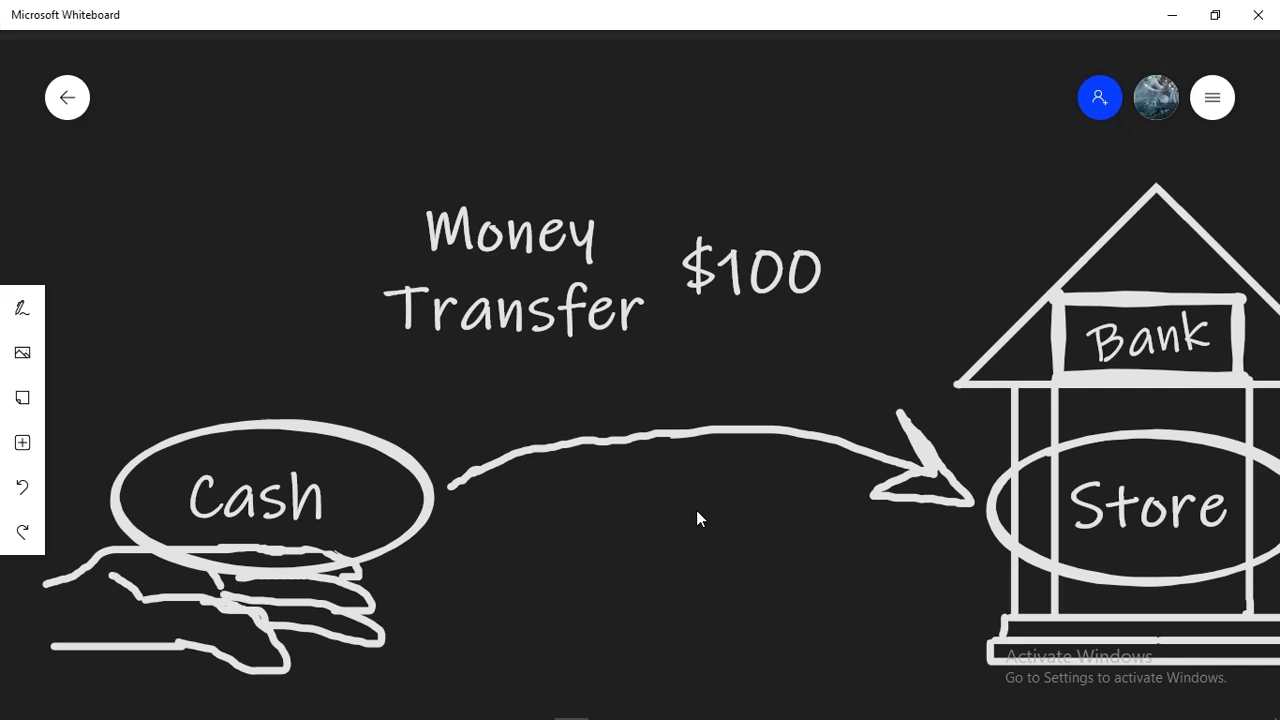 Microsoft Whiteboard
Money
Transfer
$100
Bank
Cash
Store
Activate Windows
Go to Settings to activate Windows.